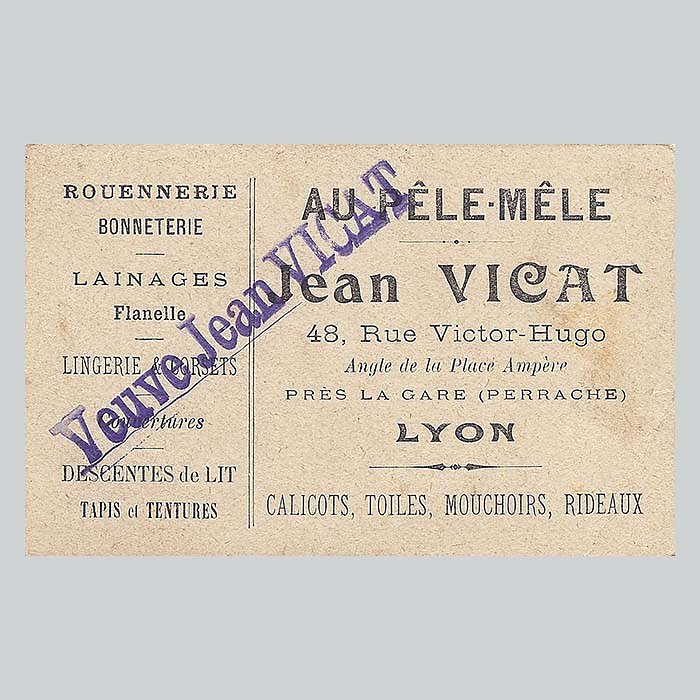 ROUENNERIE
BONNETERIE
LAINAGES
Flanelle
LINGERIE & CORSETS
Couvertures
DESCENTES de LIT
TAPIS et TENTURES
Veuve Jean VICAT
AU PÊLE-MÊLE
Jean VICAT
48, Rue Victor-Hugo
Angle de la Place Ampère
PRÈS LA GARE (PERRACHE)
LYON
CALICOTS, TOILES, MOUCHOIRS, RIDEAUX